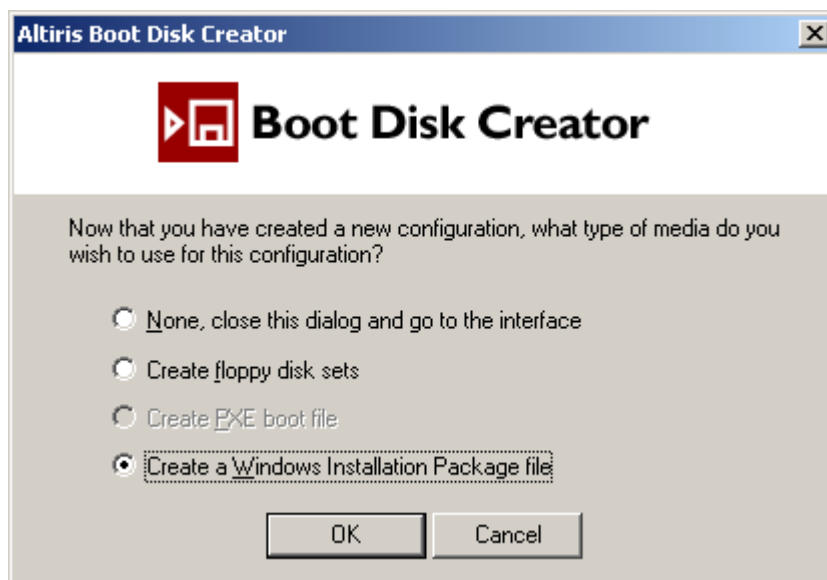 Altiris Boot Disk Creator
Boot Disk Creator
Now that you have created a new configuration, what type of media do you
wish to use for this configuration?
None, close this dialog and go to the interface
Create floppy disk sets
Create PXE boot file
Create a Windows Installation Package file
OK Cancel